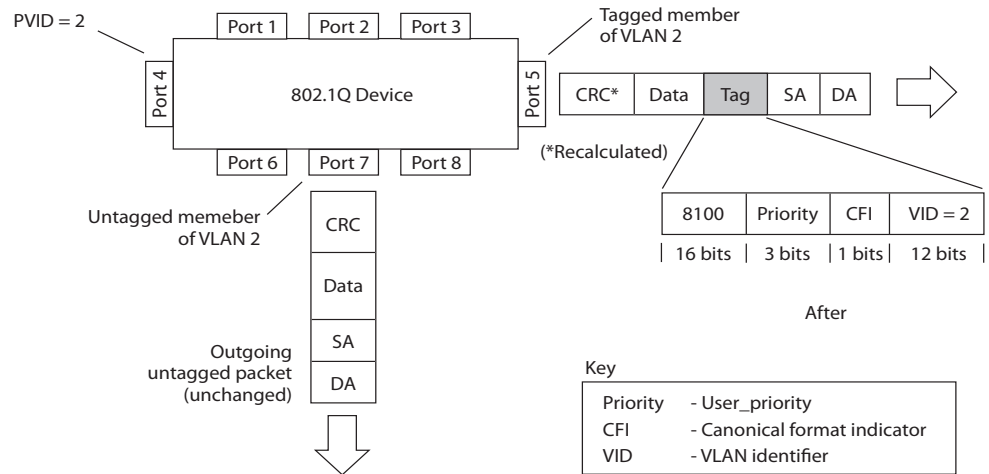 PVID = 2
Port 1
Port 2
Port 3
Tagged member
of VLAN 2
Port 4
802.1Q Device
Port 5
CRC*
Data
Tag
SA
DA
(*Recalculated)
Port 6
Port 7
Port 8
Untagged memeber
of VLAN 2
CRC
Data
SA
DA
Outgoing
untagged packet
(unchanged)
8100
Priority
CFI
VID = 2
16 bits
3 bits
1 bits
12 bits
After
Key
Priority - User_priority
CFI - Canonical format indicator
VID - VLAN identifier